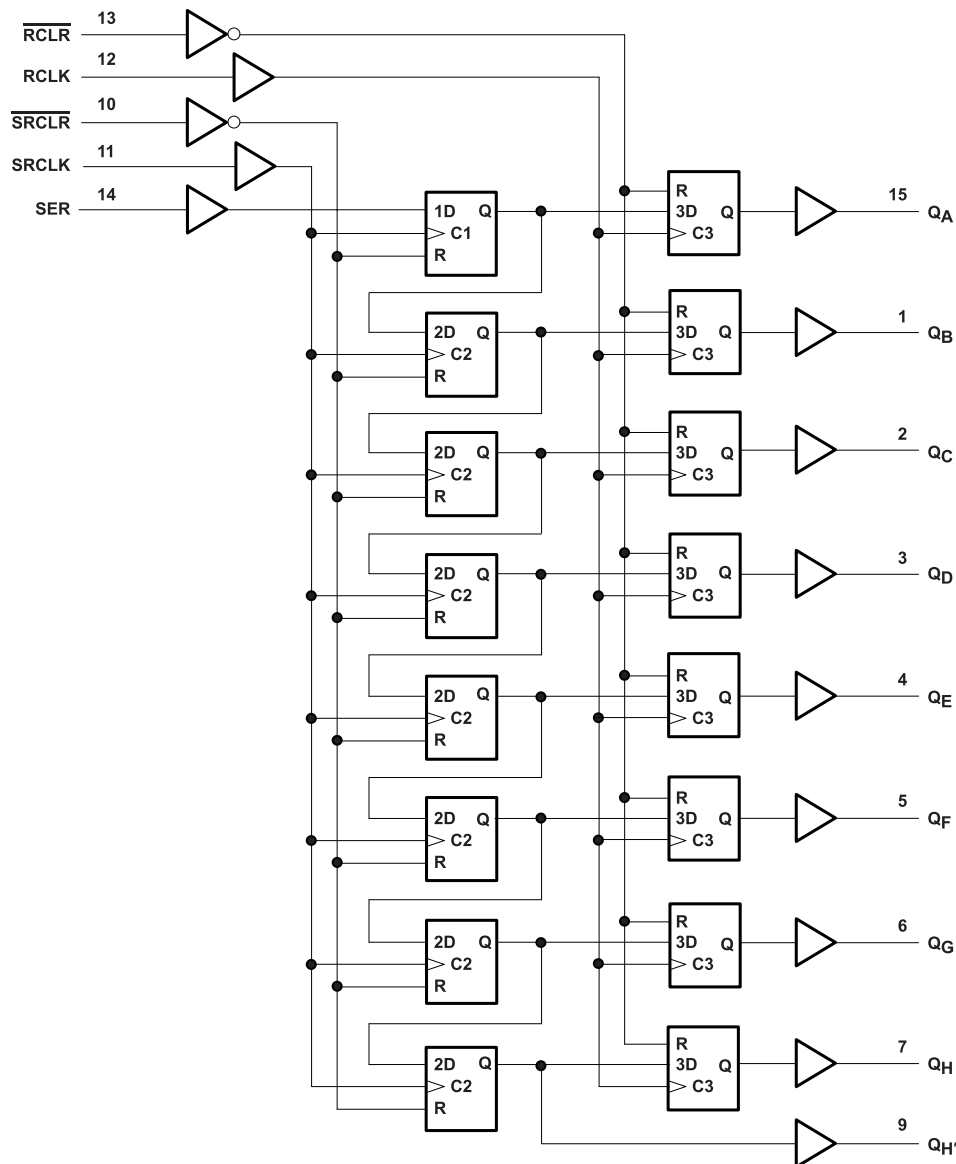 RCLR 13
RCLK 12
SRCLR 10
SRCLK 11
SER 14
1D Q
C1
R
R
3D Q
C3
15 QA
2D Q
C2
R
R
3D Q
C3
1 QB
2D Q
C2
R
R
3D Q
C3
2 QC
2D Q
C2
R
R
3D Q
C3
3 QD
2D Q
C2
R
R
3D Q
C3
4 QE
2D Q
C2
R
R
3D Q
C3
5 QF
2D Q
C2
R
R
3D Q
C3
6 QG
2D Q
C2
R
R
3D Q
C3
7 QH
9 QH'